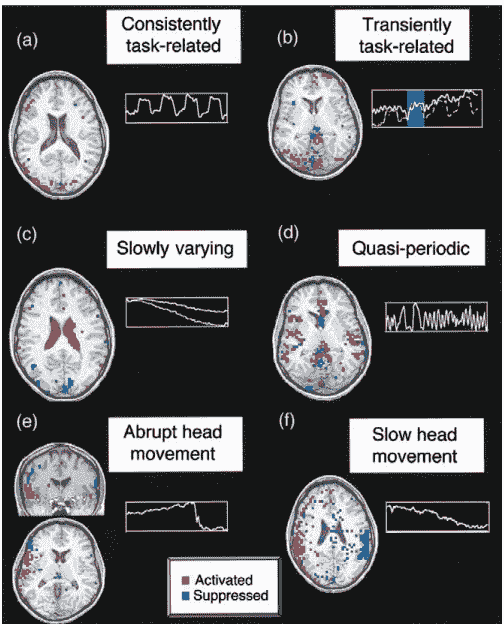 (a)
Consistently
task-related
(b)
Transiently
task-related
(c)
Slowly varying
(d)
Quasi-periodic
(e)
Abrupt head
movement
(f)
Slow head
movement
Activated
Suppressed